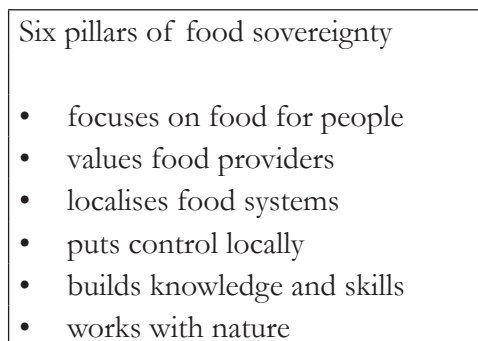 Six pillars of food sovereignty
• focuses on food for people
• values food providers
• localises food systems
• puts control locally
• builds knowledge and skills
• works with nature